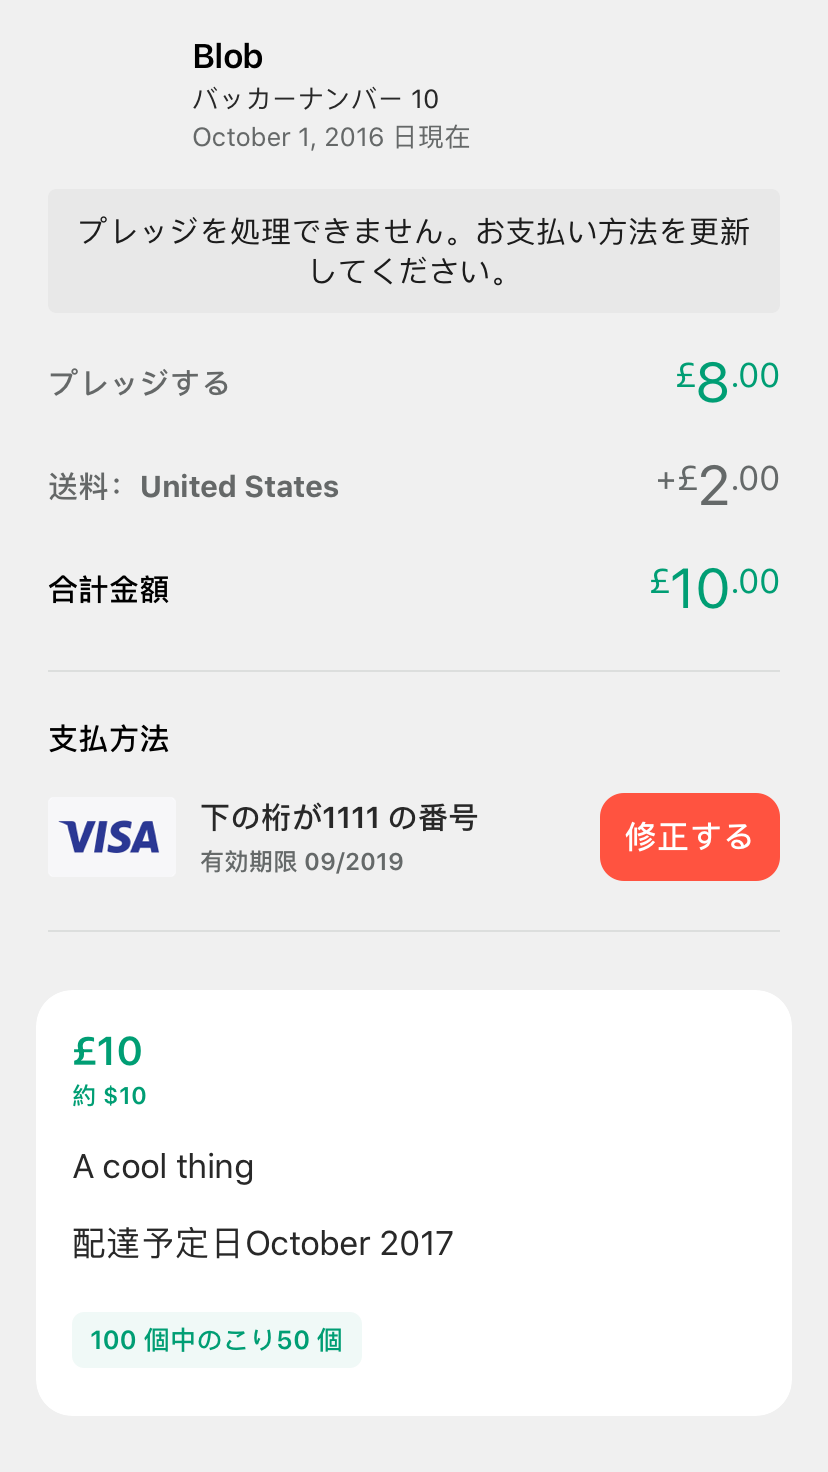 Blob
バッカーナンバー 10
October 1, 2016 日現在
プレッジを処理できません。お支払い方法を更新
してください。
プレッジする
£8.00
送料： United States
+£2.00
合計金額
£10.00
支払方法
VISA
下の桁が1111 の番号
有効期限 09/2019
修正する
£10
約 $10
A cool thing
配達予定日October 2017
100 個中のこり50 個